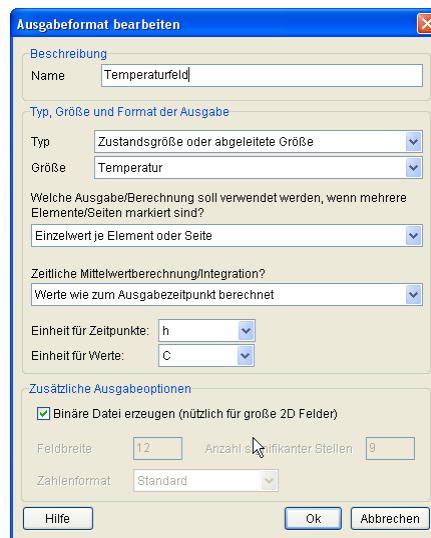 Ausgabeformat bearbeiten
Beschreibung
Name Temperaturfeld
Typ, Größe und Format der Ausgabe
Typ Zustandsgröße oder abgeleitete Größe
Größe Temperatur
Welche Ausgabe/Berechnung soll verwendet werden, wenn mehrere
Elemente/Seiten markiert sind?
Einzelwert je Element oder Seite
Zeitliche Mittelwertberechnung/Integration?
Werte wie zum Ausgabezeitpunkt berechnet
Einheit für Zeitpunkte: h
Einheit für Werte: C
Zusätzliche Ausgabeoptionen
Binäre Datei erzeugen (nützlich für große 2D Felder)
Feldbreite 12 Anzahl signifikanter Stellen 9
Zahlenformat Standard
Hilfe Ok Abbrechen